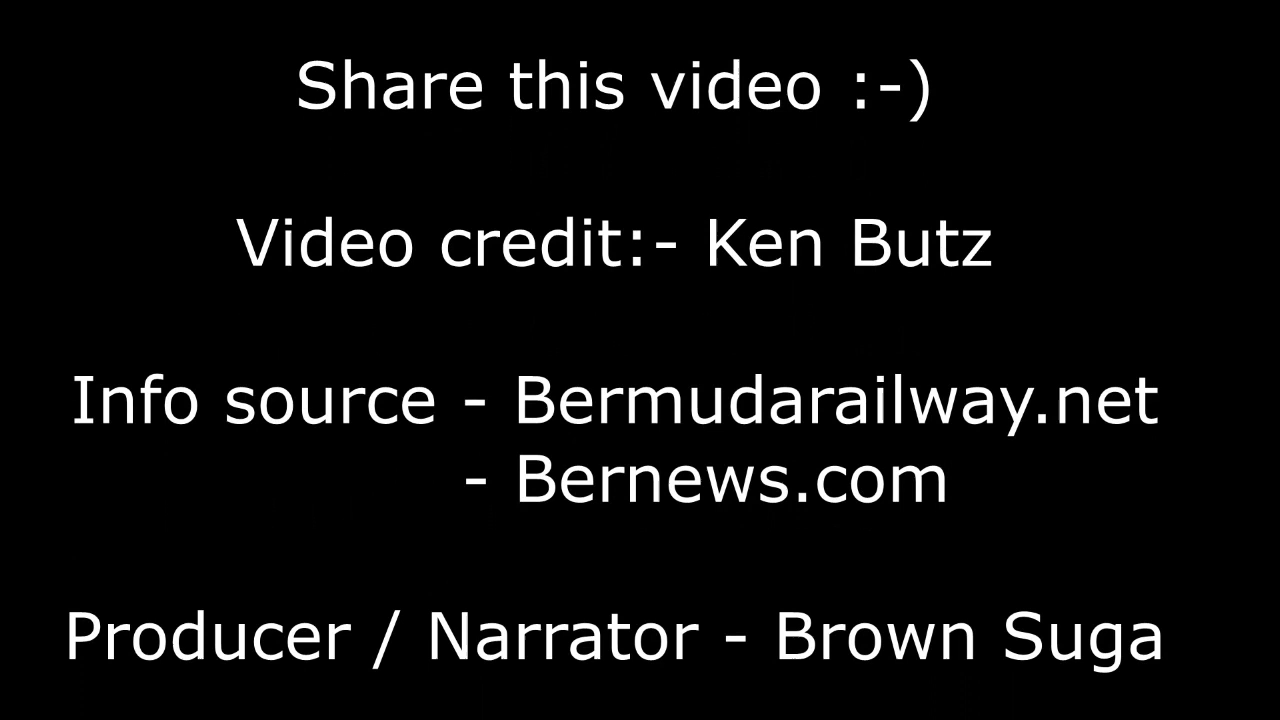 Share this video :-)
Video credit:- Ken Butz
Info source - Bermudarailway.net
- Bernews.com
Producer / Narrator - Brown Suga